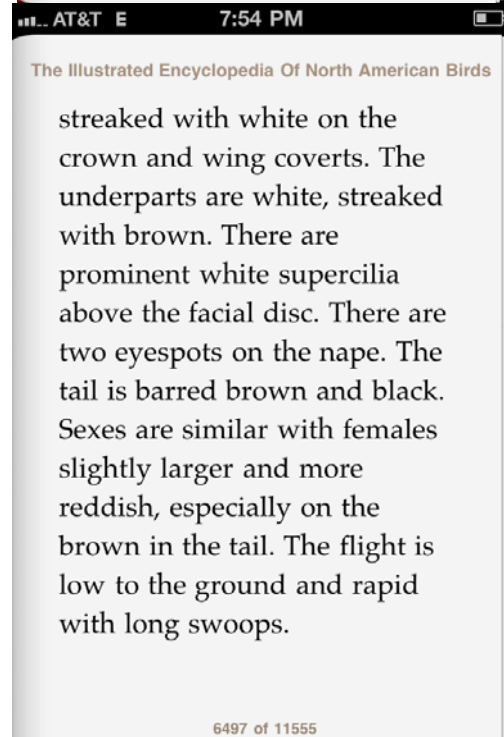 AT&T E 7:54 PM
The Illustrated Encyclopedia Of North American Birds
streaked with white on the
crown and wing coverts. The
underparts are white, streaked
with brown. There are
prominent white supercilia
above the facial disc. There are
two eyespots on the nape. The
tail is barred brown and black.
Sexes are similar with females
slightly larger and more
reddish, especially on the
brown in the tail. The flight is
low to the ground and rapid
with long swoops.
6497 of 11555